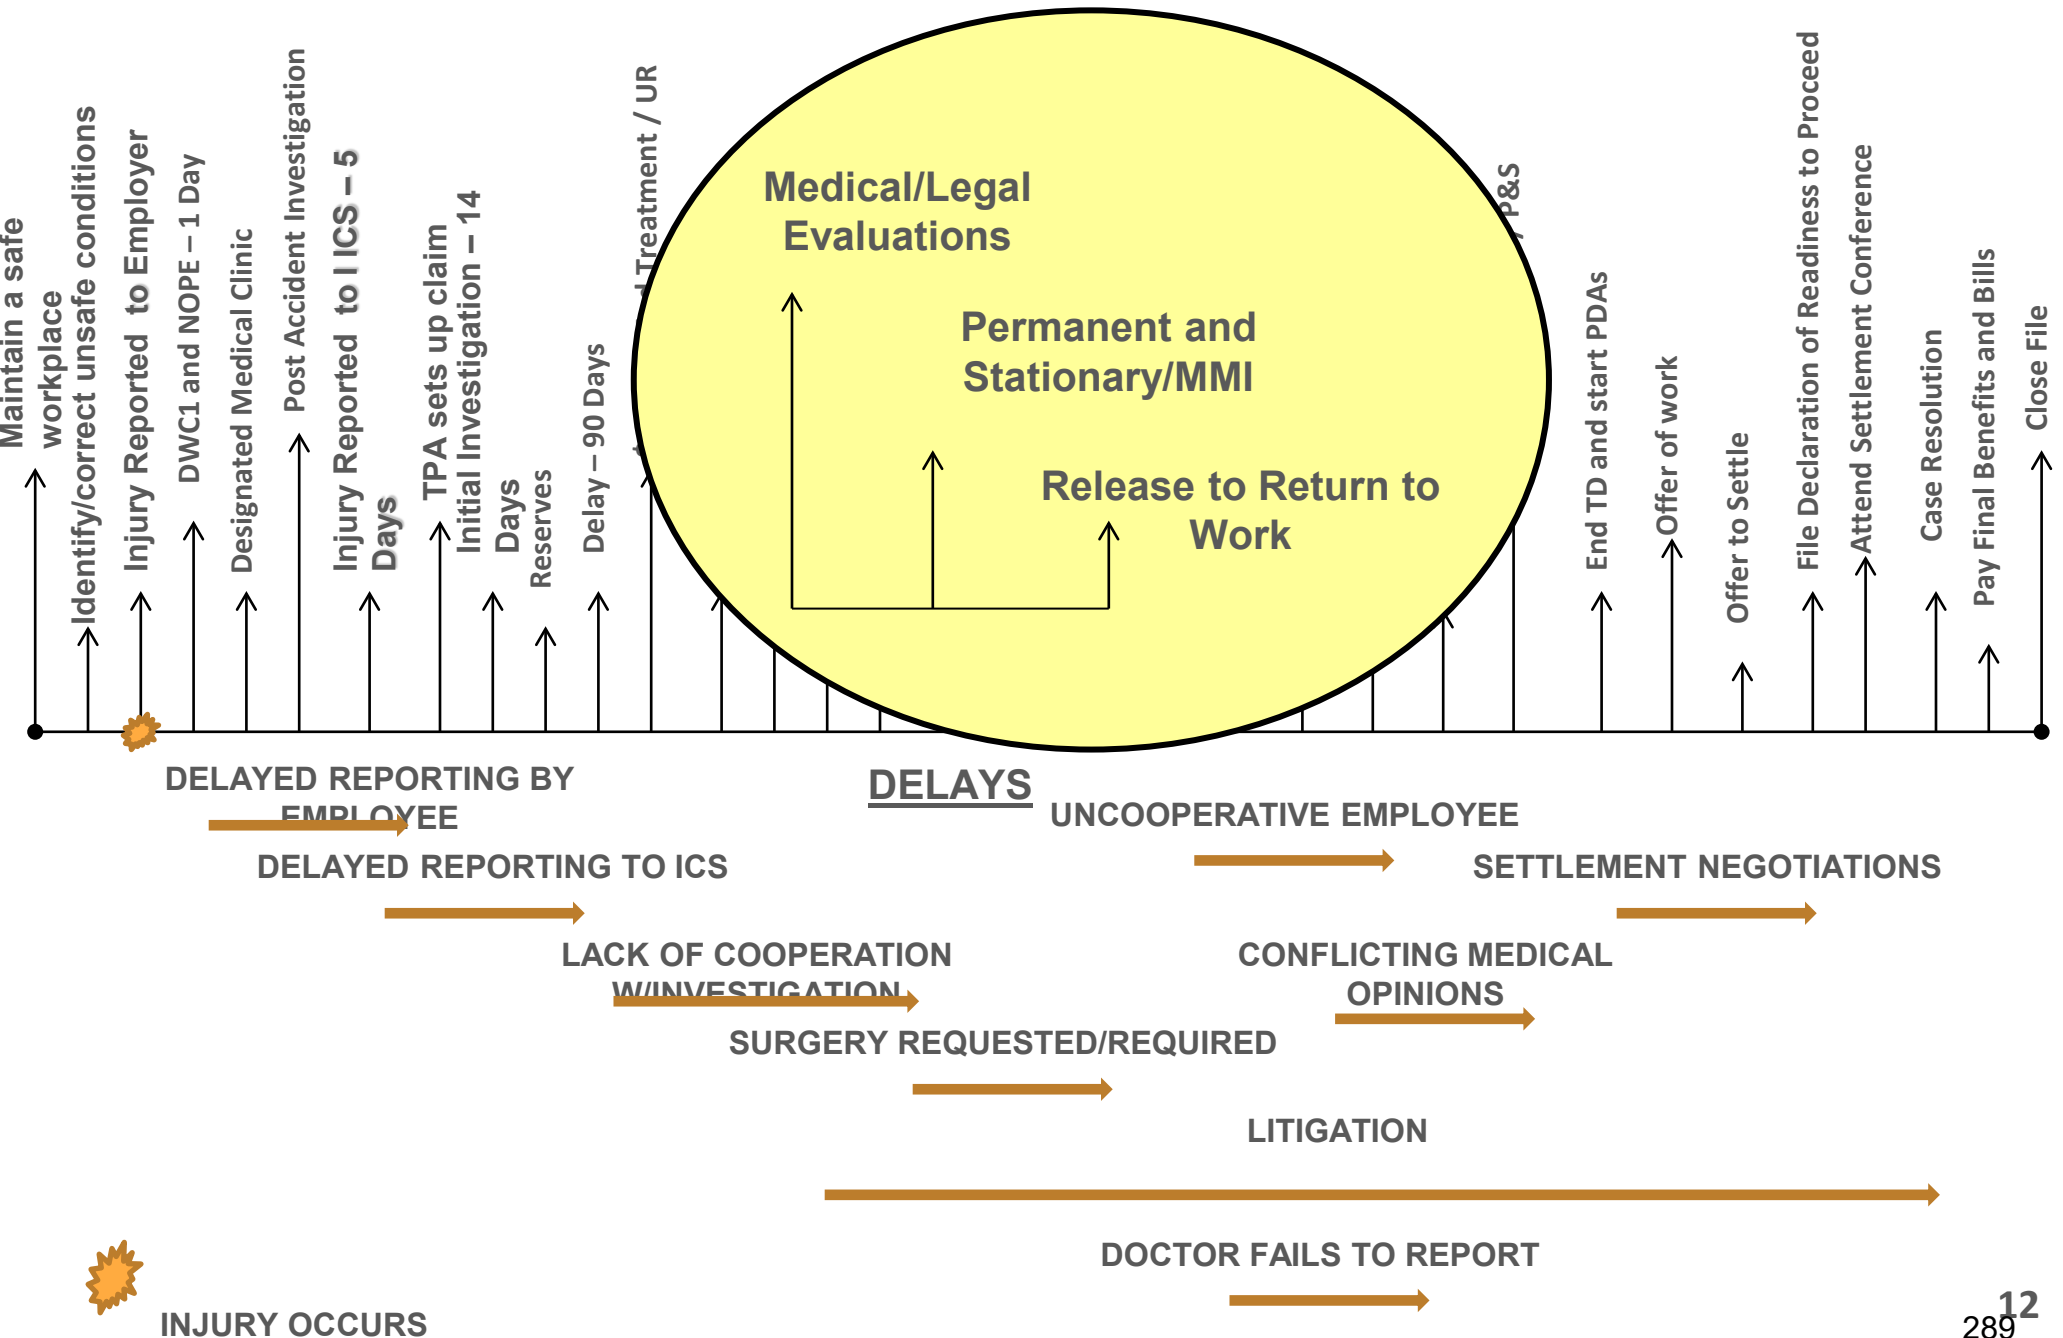 Maintain a safe
workplace
Identify/correct unsafe conditions
Injury Reported to Employer
DWC1 and NOPE – 1 Day
Designated Medical Clinic
Post Accident Investigation
Injury Reported to I ICS – 5
Days
TPA sets up claim
Initial Investigation – 14
Days
Reserves
Delay – 90 Days
Treatment / UR
Medical/Legal
Evaluations
Permanent and
Stationary/MMI
Release to Return to
Work
P&S
End TD and start PDAs
Offer of work
Offer to Settle
File Declaration of Readiness to Proceed
Attend Settlement Conference
Case Resolution
Pay Final Benefits and Bills
Close File
DELAYS
DELAYED REPORTING BY
EMPLOYEE
DELAYED REPORTING TO ICS
LACK OF COOPERATION
W/INVESTIGATION
SURGERY REQUESTED/REQUIRED
UNCOOPERATIVE EMPLOYEE
SETTLEMENT NEGOTIATIONS
CONFLICTING MEDICAL
OPINIONS
LITIGATION
DOCTOR FAILS TO REPORT
INJURY OCCURS
12
289